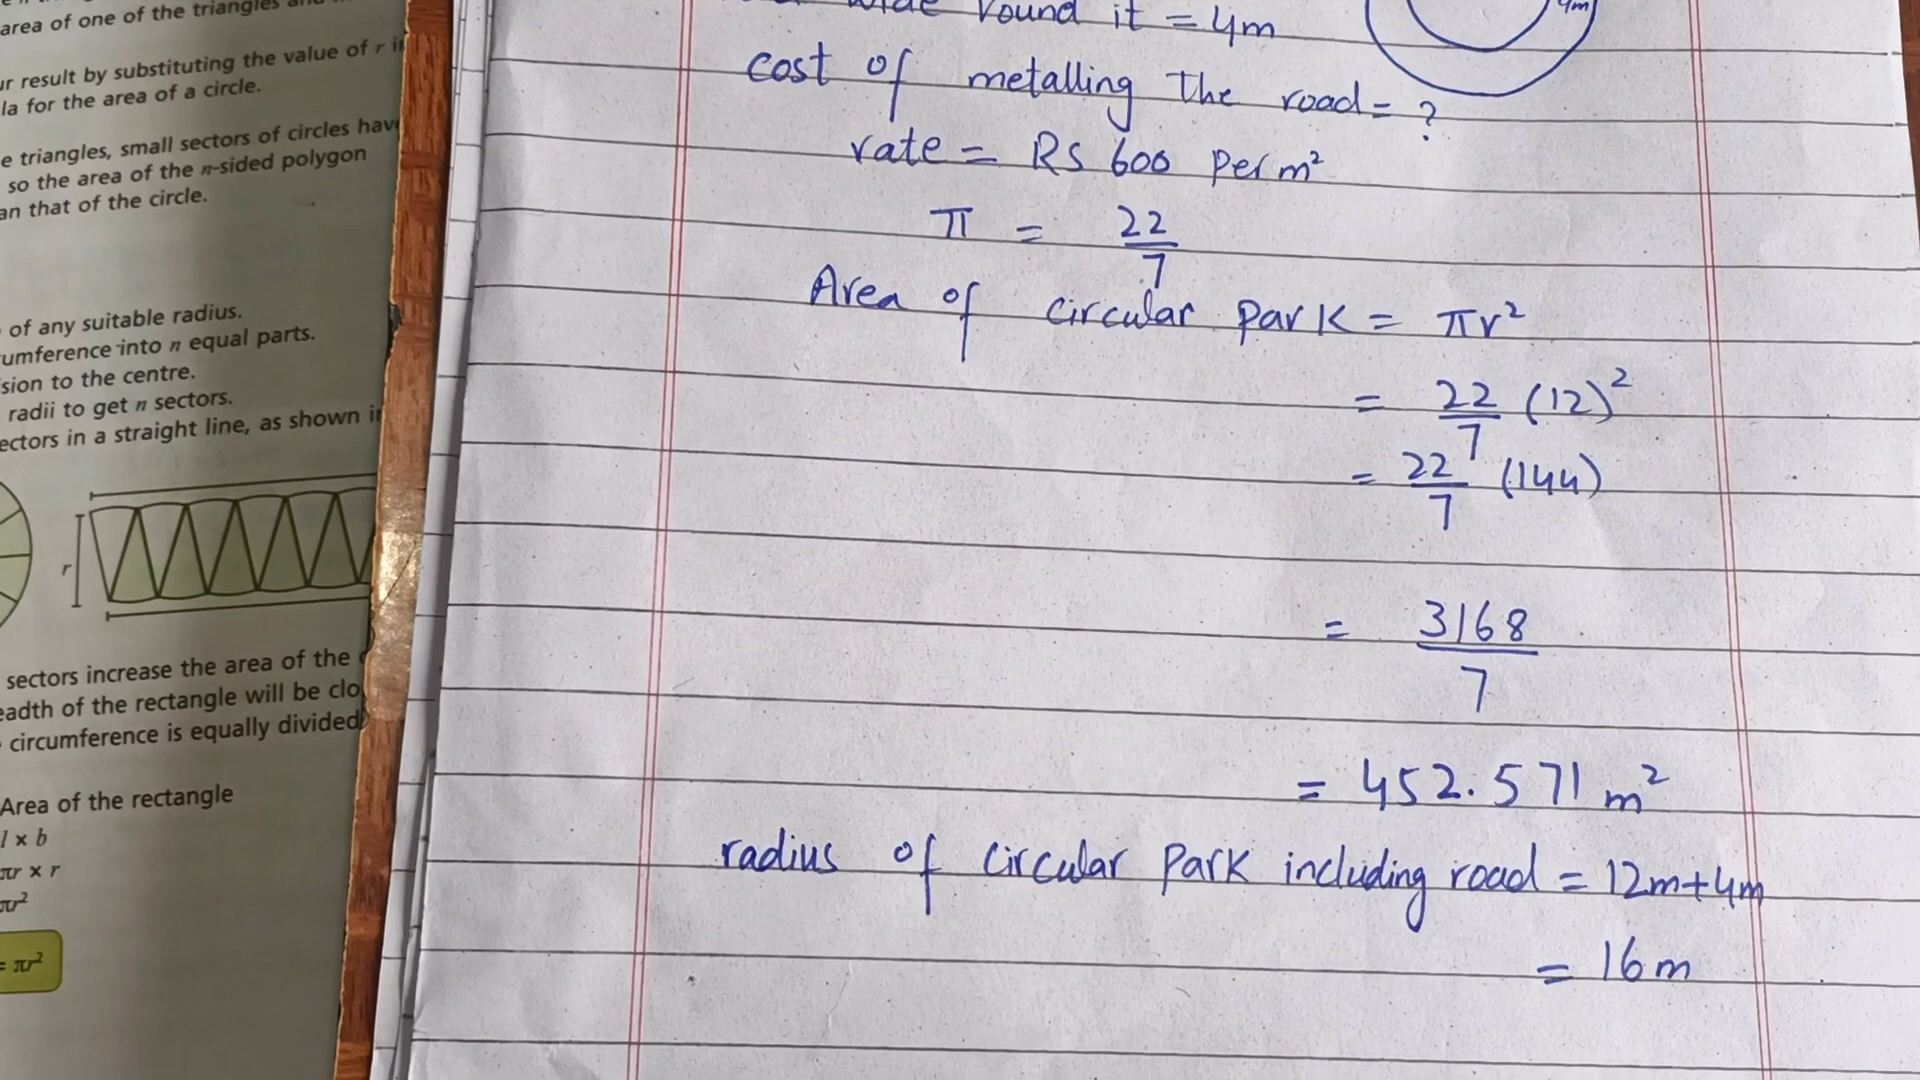 area of one of the triangles
ur result by substituting the value of r
la for the area of a circle.
e triangles, small sectors of circles have
so the area of the n-sided polygon
an that of the circle.
of any suitable radius.
umference into n equal parts.
sion to the centre.
radii to get n sectors.
ectors in a straight line, as shown
r
sectors increase the area of the
eadth of the rectangle will be clo
circumference is equally divided
Area of the rectangle
l × b
πr × r
πr²
= πr²
wide round it = 4m
4m
cost of metalling The road = ?
rate = RS 600 Per m²
π = 22/7
Area of circular park = πr²
= 22/7 (12)²
= 22/7 (144)
= 3168/7
= 452.571 m²
radius of circular park including road = 12m+4m
= 16m